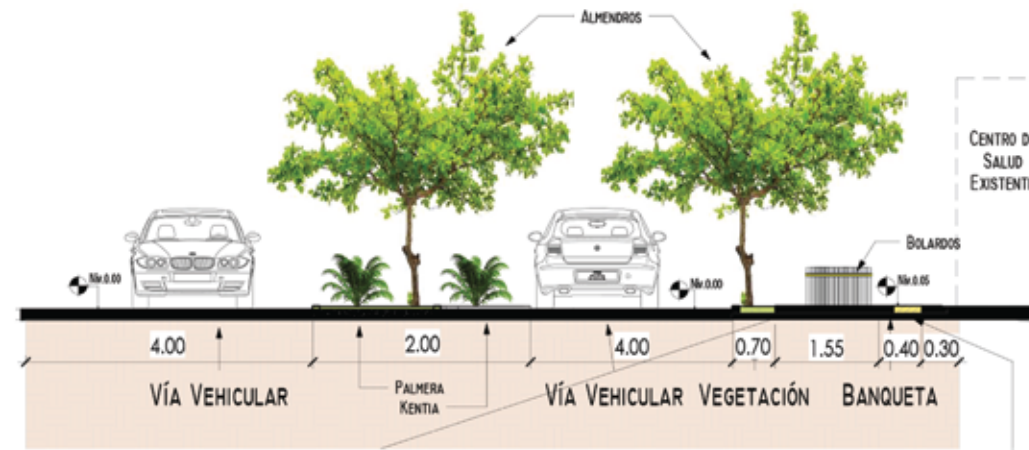 ALMENDROS
CENTRO D
SALUD
EXISTENT
BOLARDOS
Niv.0.00
Niv.0.00
Niv.0.05
4.00
2.00
4.00
0.70
1.55
0.40
0.30
VÍA VEHICULAR
PALMERA
KENTIA
VÍA VEHICULAR
VEGETACIÓN
BANQUETA